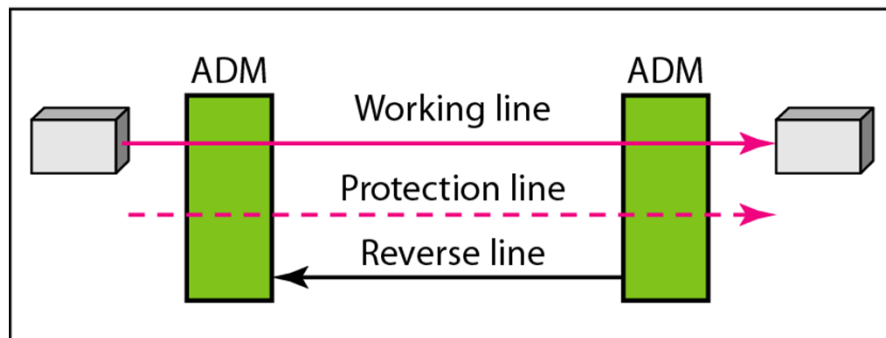 ADM
ADM
Working line
Protection line
Reverse line